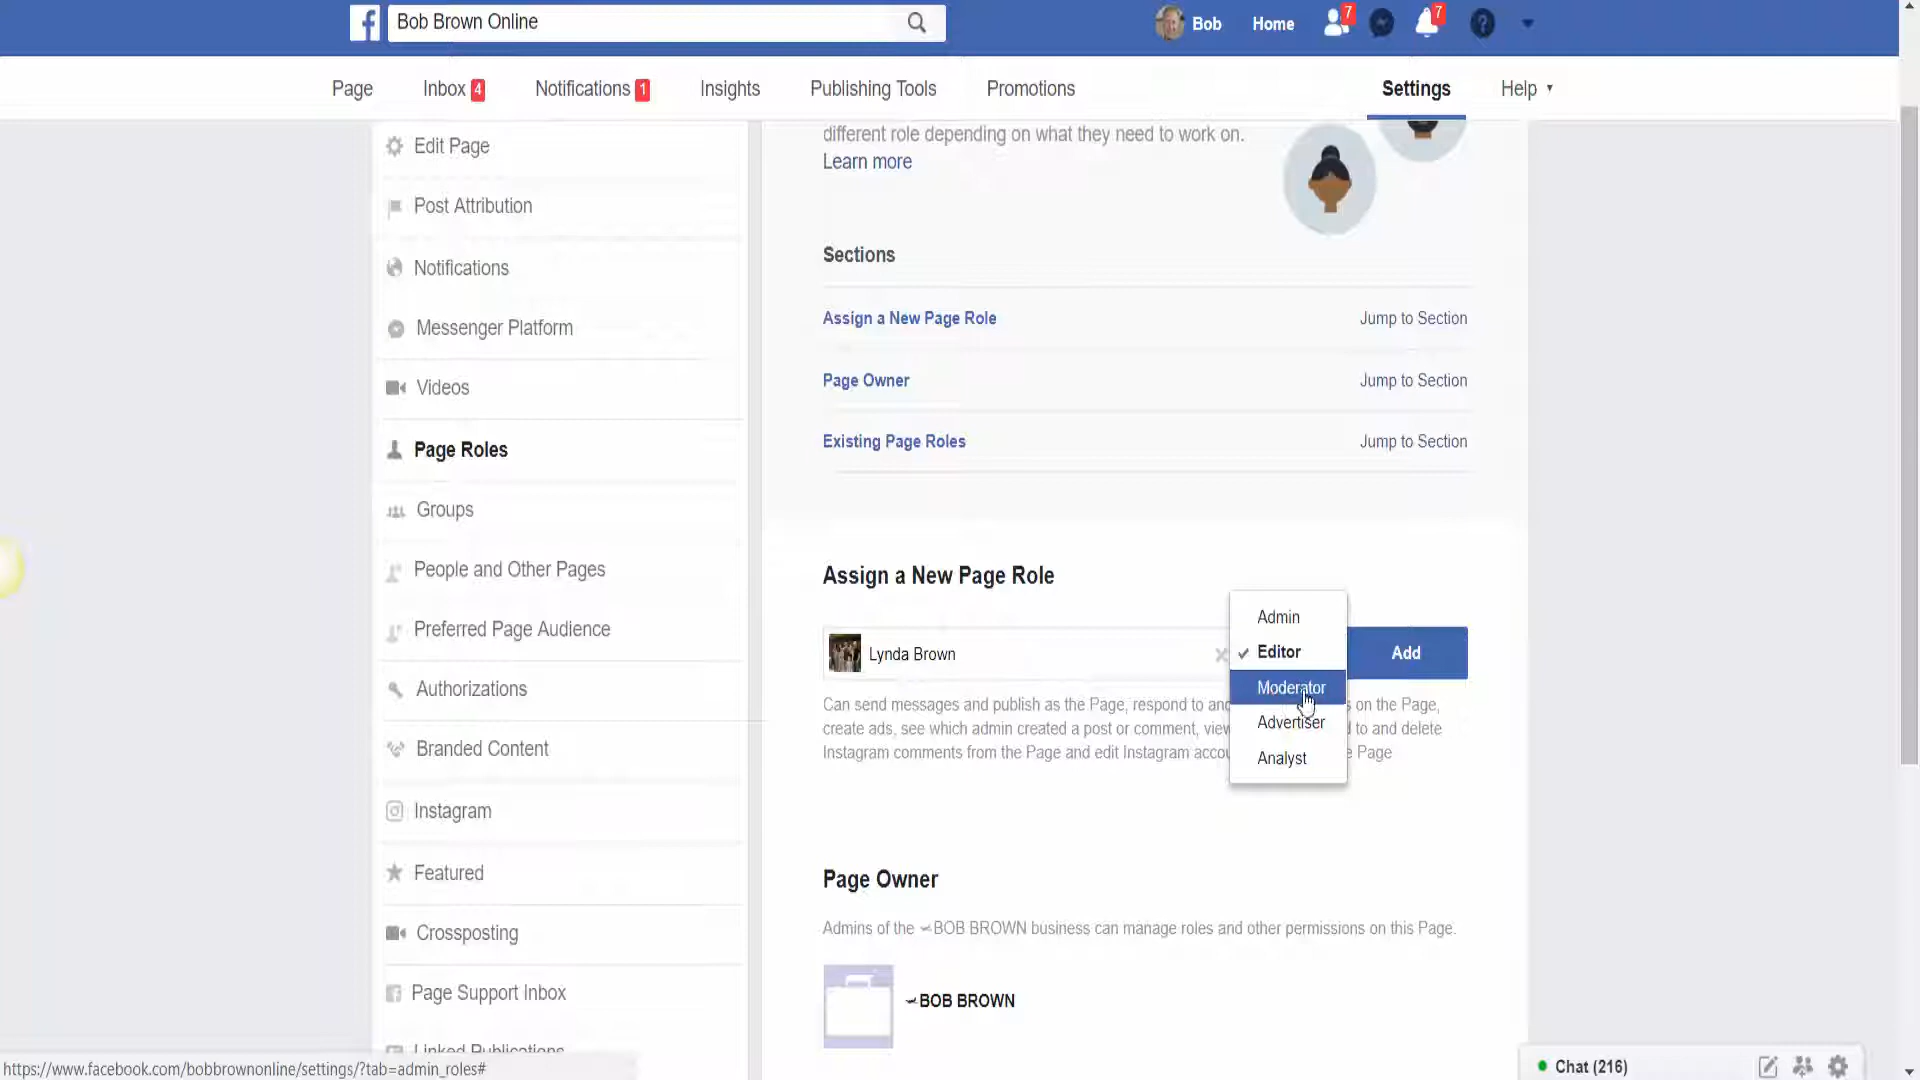 Bob Brown Online
Bob
Home
7
7
Page
Inbox 4
Notifications 1
Insights
Publishing Tools
Promotions
Settings
Help
Edit Page
Post Attribution
Notifications
Messenger Platform
Videos
Page Roles
Groups
People and Other Pages
Preferred Page Audience
Authorizations
Branded Content
Instagram
Featured
Crossposting
Page Support Inbox
Linked Publications
different role depending on what they need to work on.
Learn more
Sections
Assign a New Page Role Jump to Section
Page Owner Jump to Section
Existing Page Roles Jump to Section
Assign a New Page Role
Lynda Brown
Admin
Editor
Moderator
Advertiser
Analyst
Add
Can send messages and publish as the Page, respond to on the Page,
create ads, see which admin created a post or comment, to and delete
Instagram comments from the Page and edit Instagram Page
Page Owner
Admins of the BOB BROWN business can manage roles and other permissions on this Page.
BOB BROWN
https://www.facebook.com/bobbrownonline/settings/?tab=admin_roles#
Chat (216)